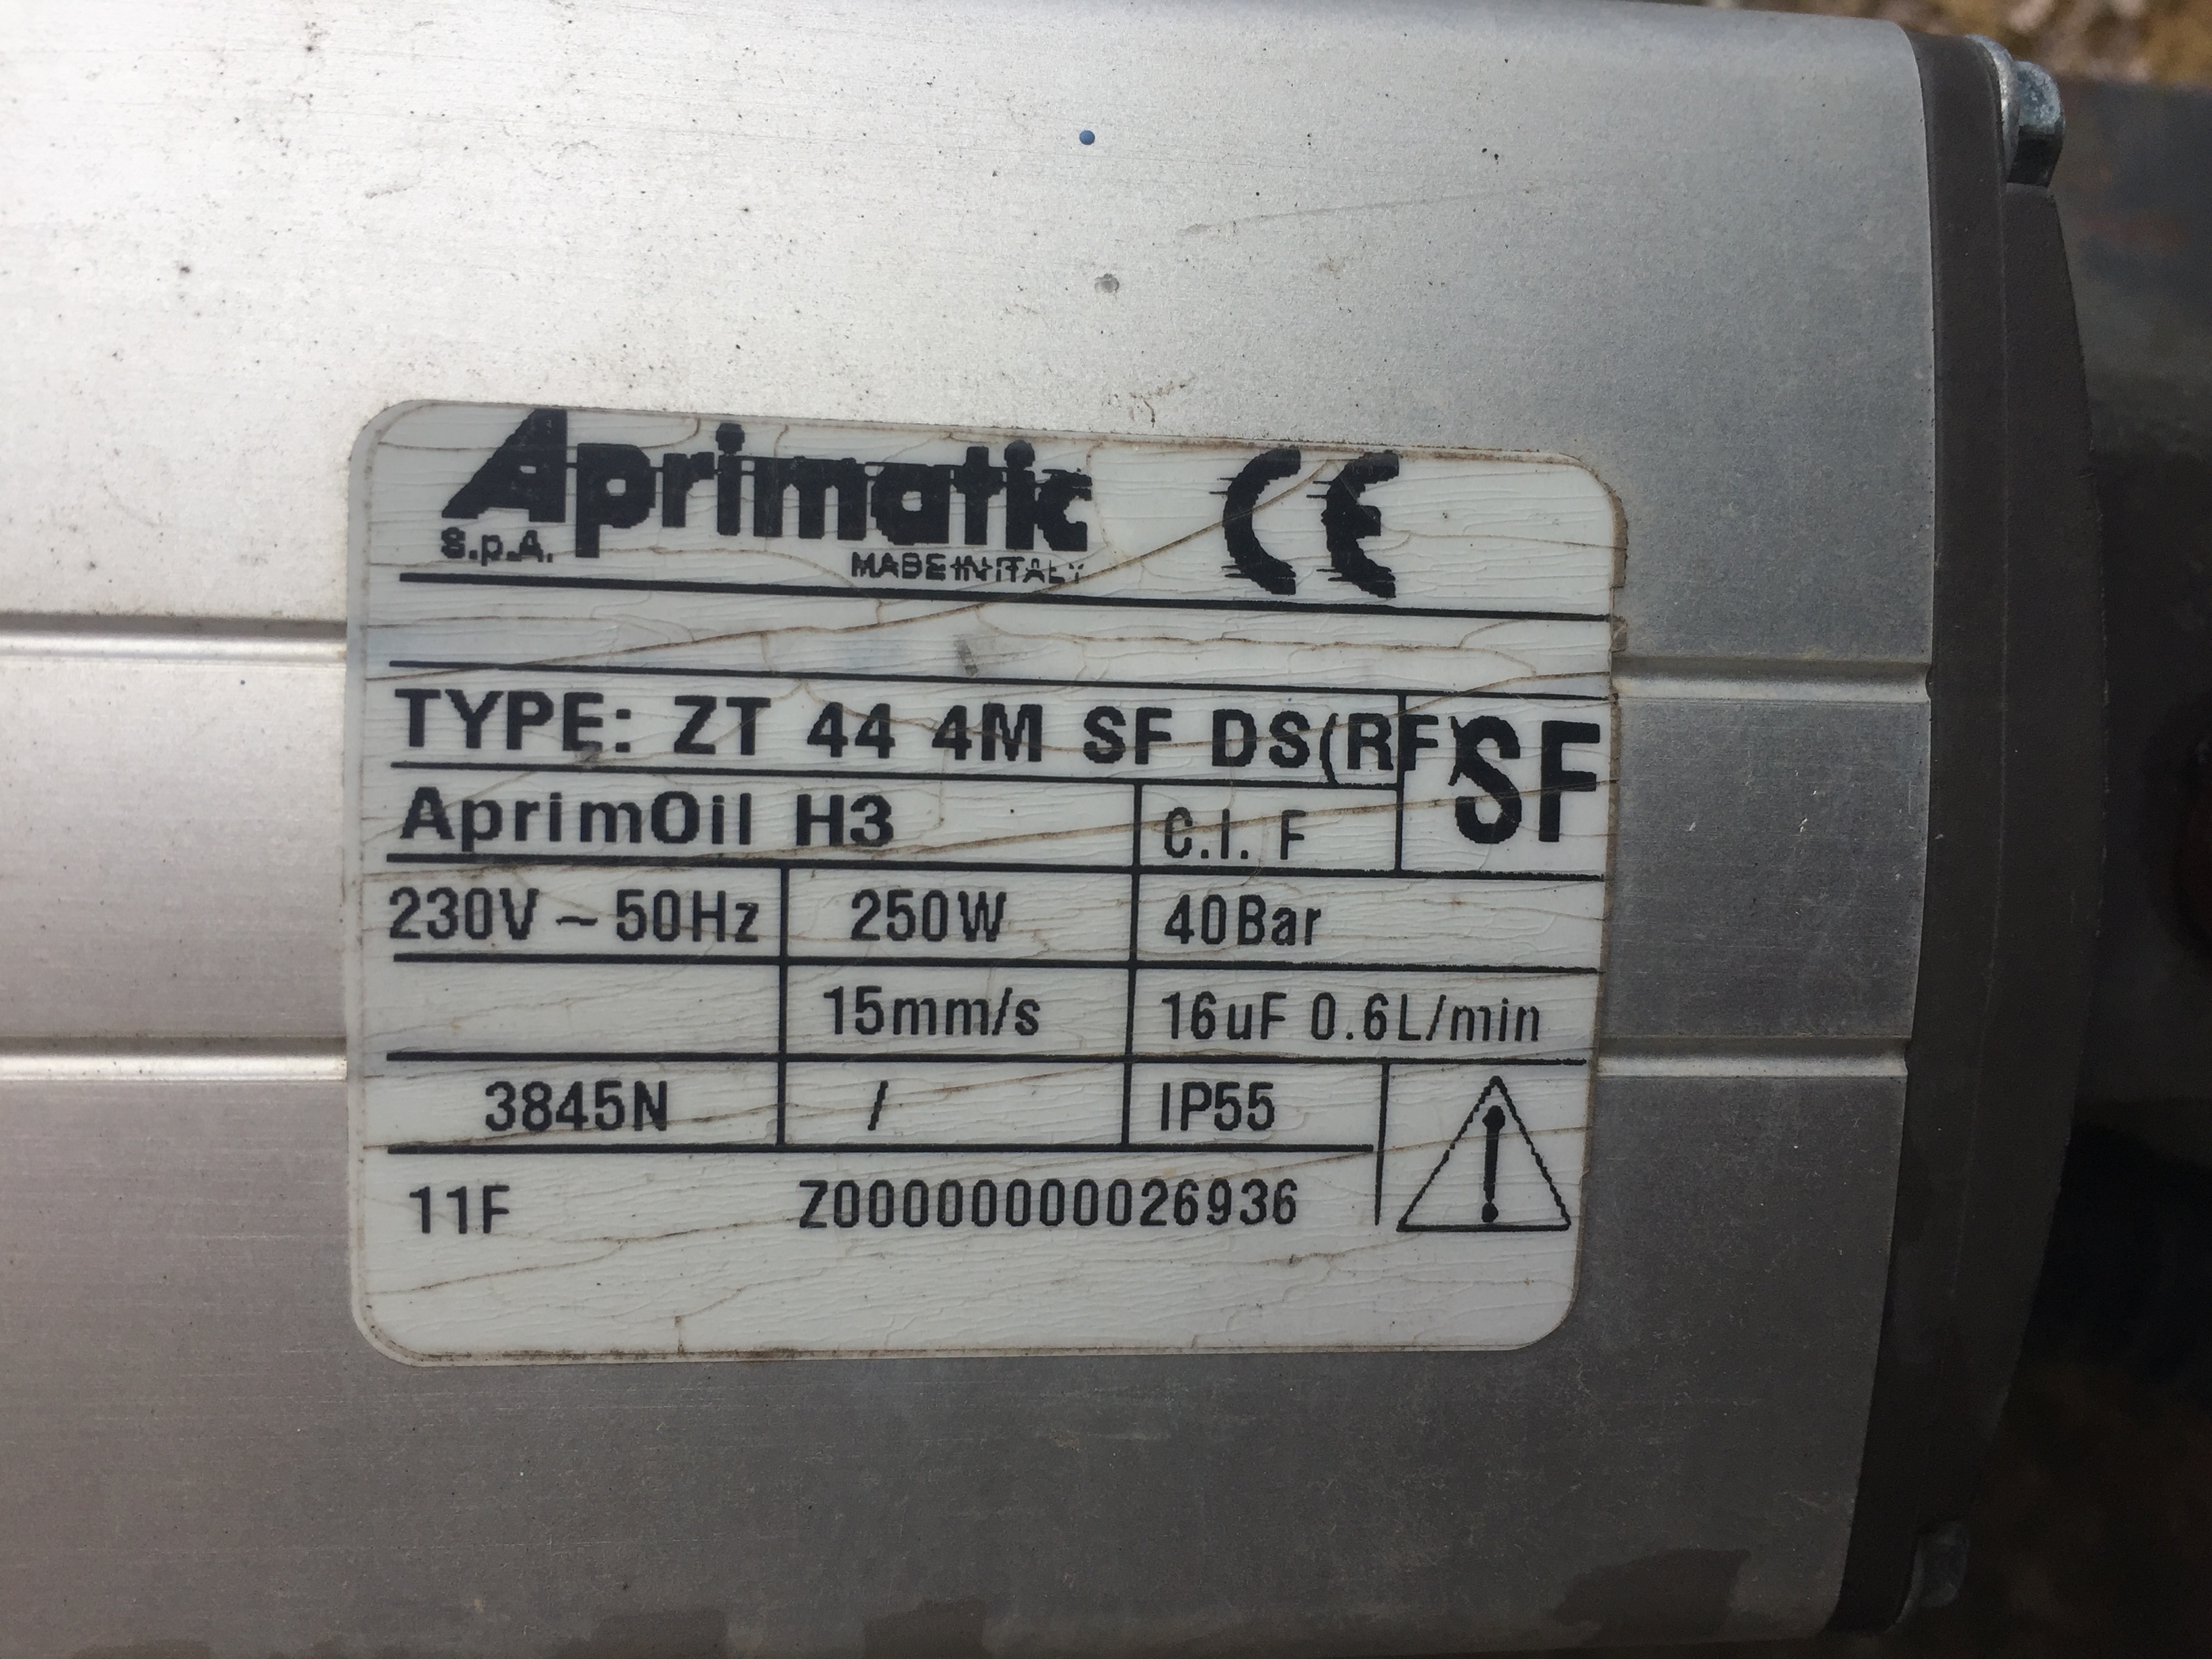 Aprimatic CE
S.p.A.
MADE IN ITALY
TYPE: ZT 44 4M SF DS(RF) SF
AprimOil H3 C.I. F
230V ~ 50Hz 250W 40Bar
15mm/s 16uF 0.6L/min
3845N / IP55
11F Z000000000026936